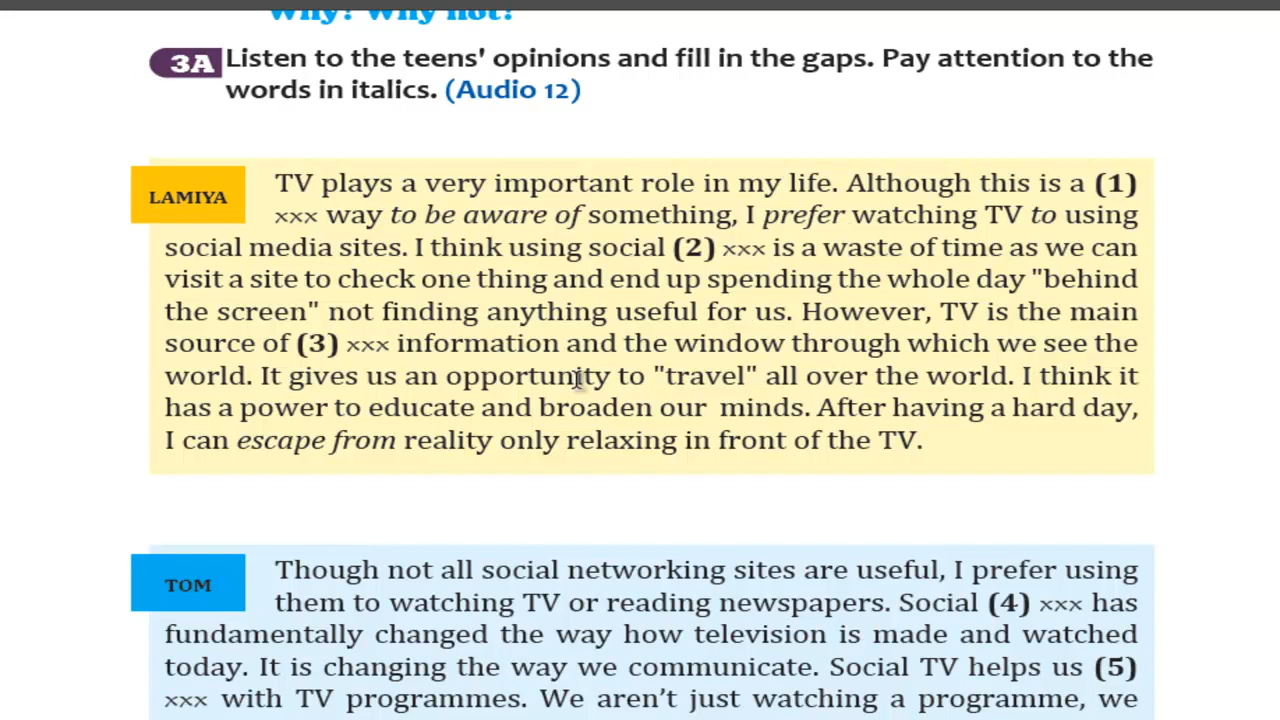 Why? Why not?
3A Listen to the teens' opinions and fill in the gaps. Pay attention to the
words in italics. (Audio 12)
LAMIYA
TV plays a very important role in my life. Although this is a (1)
xxx way to be aware of something, I prefer watching TV to using
social media sites. I think using social (2) xxx is a waste of time as we can
visit a site to check one thing and end up spending the whole day "behind
the screen" not finding anything useful for us. However, TV is the main
source of (3) xxx information and the window through which we see the
world. It gives us an opportunity to "travel" all over the world. I think it
has a power to educate and broaden our minds. After having a hard day,
I can escape from reality only relaxing in front of the TV.
TOM
Though not all social networking sites are useful, I prefer using
them to watching TV or reading newspapers. Social (4) xxx has
fundamentally changed the way how television is made and watched
today. It is changing the way we communicate. Social TV helps us (5)
xxx with TV programmes. We aren't just watching a programme, we